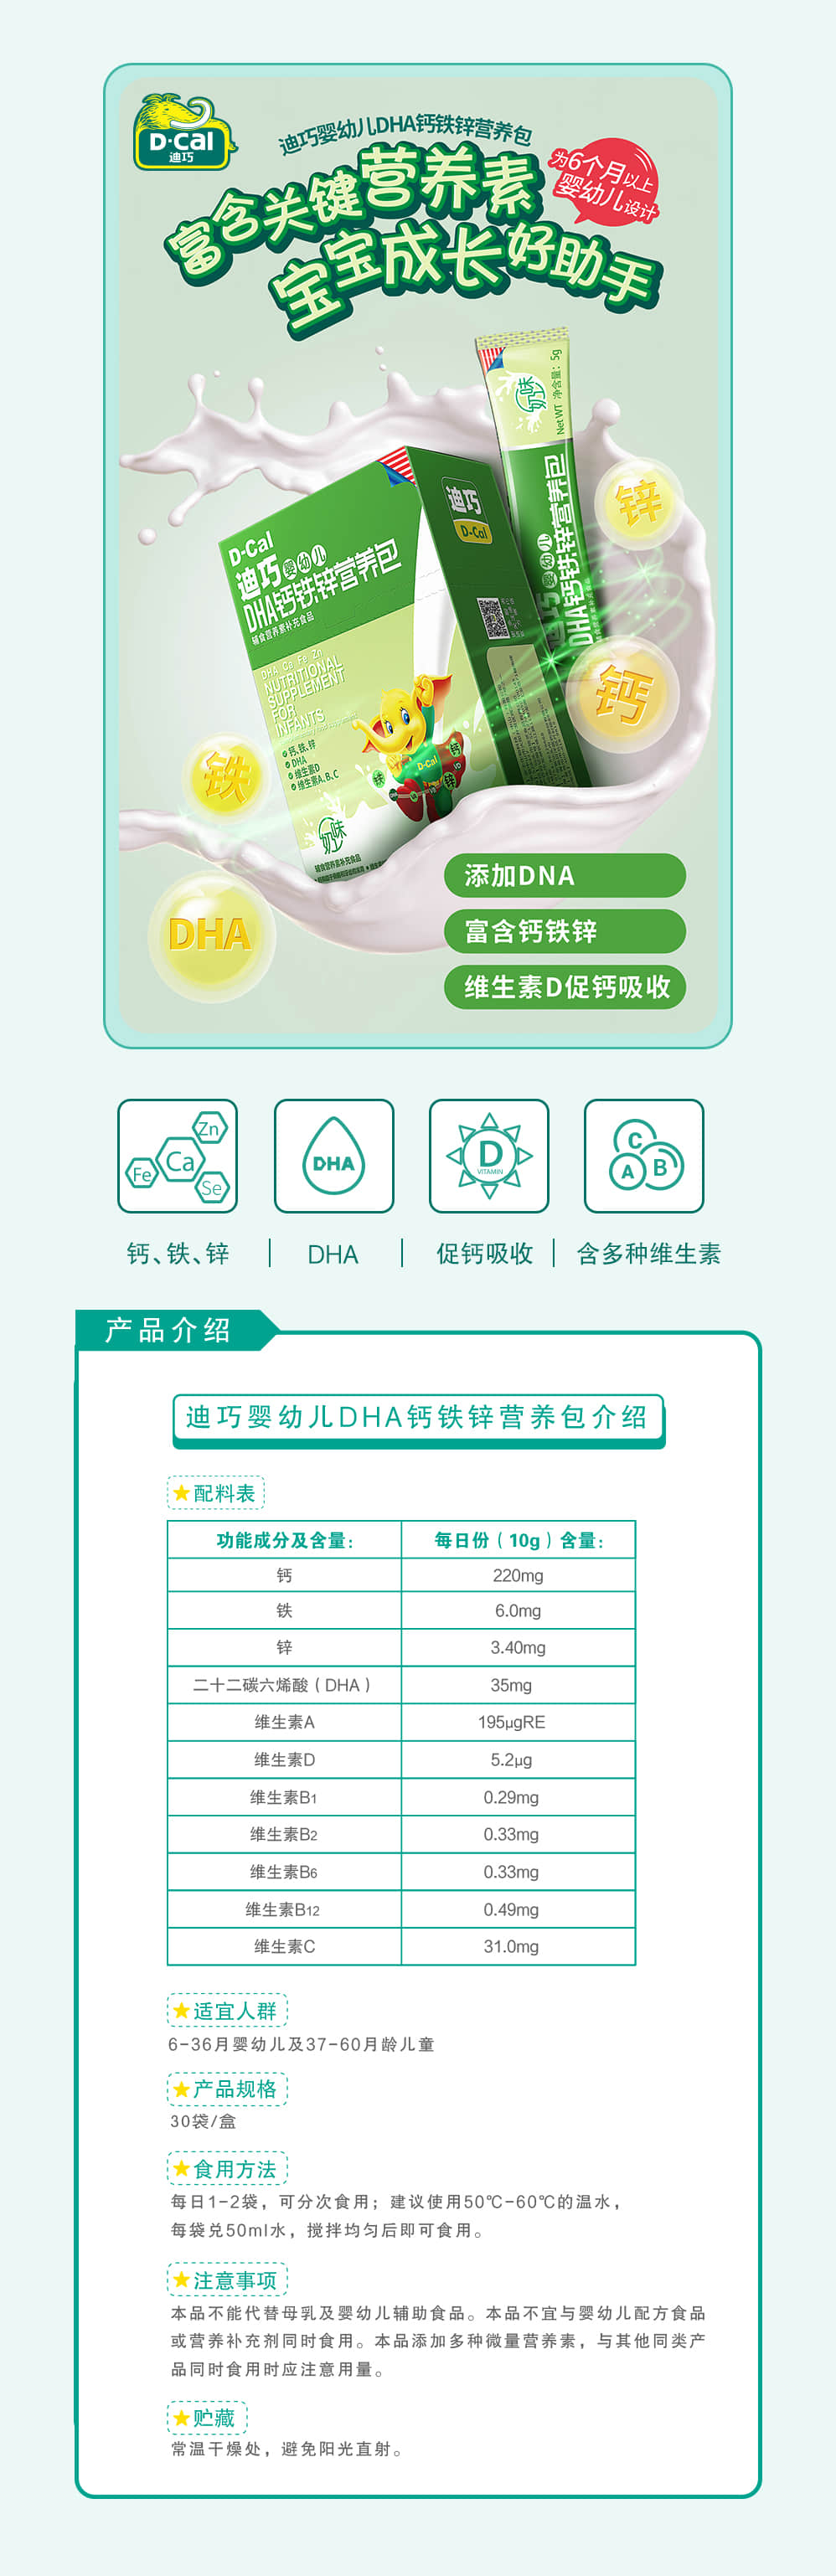 D·Cal
迪巧
迪巧婴幼儿DHA钙铁锌营养包
富含关键营养素
宝宝成长好助手
为6个月以上
婴幼儿设计
奶味
Net WT 净含量：5g
迪巧婴幼儿
DHA钙铁锌营养包
迪巧
D-Cal
D-Cal
迪巧婴幼儿
DHA钙铁锌营养包
辅食营养素补充食品
DHA Ca Fe Zn
NUTRITIONAL
SUPPLEMENT
FOR
INFANTS
钙、铁、锌
DHA
维生素D
维生素A、B、C
D-Cal
铁
钙
锌
奶味
辅食营养素补充食品
锌
钙
铁
DHA
添加DNA
富含钙铁锌
维生素D促钙吸收
Zn
Fe
Ca
Se
DHA
D
VITAMIN
C
A
B
钙、铁、锌
DHA
促钙吸收
含多种维生素
产品介绍
迪巧婴幼儿DHA钙铁锌营养包介绍
配料表
功能成分及含量： 每日份（10g）含量：
钙 220mg
铁 6.0mg
锌 3.40mg
二十二碳六烯酸（DHA） 35mg
维生素A 195μgRE
维生素D 5.2μg
维生素B1 0.29mg
维生素B2 0.33mg
维生素B6 0.33mg
维生素B12 0.49mg
维生素C 31.0mg
适宜人群
6-36月婴幼儿及37-60月龄儿童
产品规格
30袋/盒
食用方法
每日1-2袋，可分次食用；建议使用50℃-60℃的温水，
每袋兑50ml水，搅拌均匀后即可食用。
注意事项
本品不能代替母乳及婴幼儿辅助食品。本品不宜与婴幼儿配方食品
或营养补充剂同时食用。本品添加多种微量营养素，与其他同类产
品同时食用时应注意用量。
贮藏
常温干燥处，避免阳光直射。